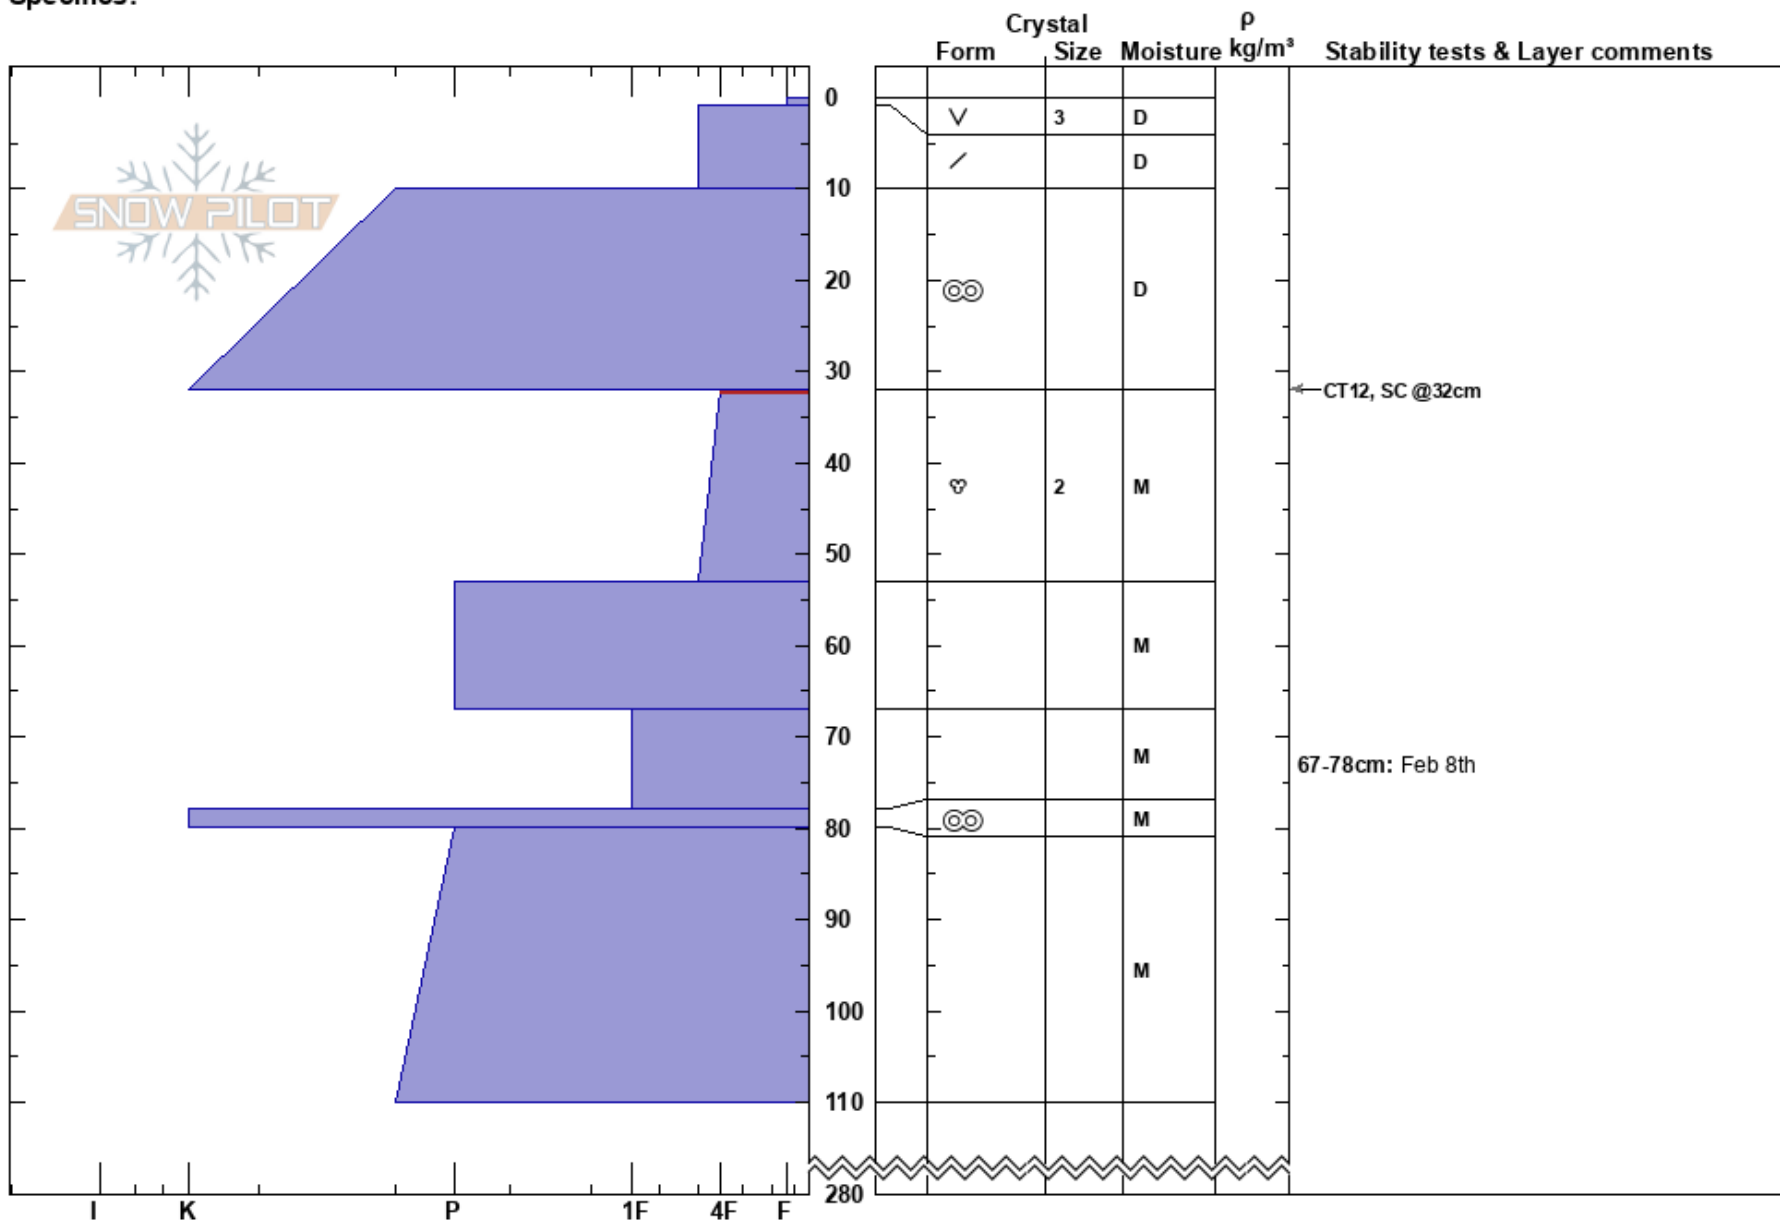 Specifics:
Crystal ρ
Form Size Moisture kg/m³ Stability tests & Layer comments
0
3 D
D
10
SNOW PILOT
20
D
30
CT12, SC @32cm
40
2 M
50
60
M
70
M
67-78cm: Feb 8th
80
M
90
M
100
110
280
I K P 1F 4F F